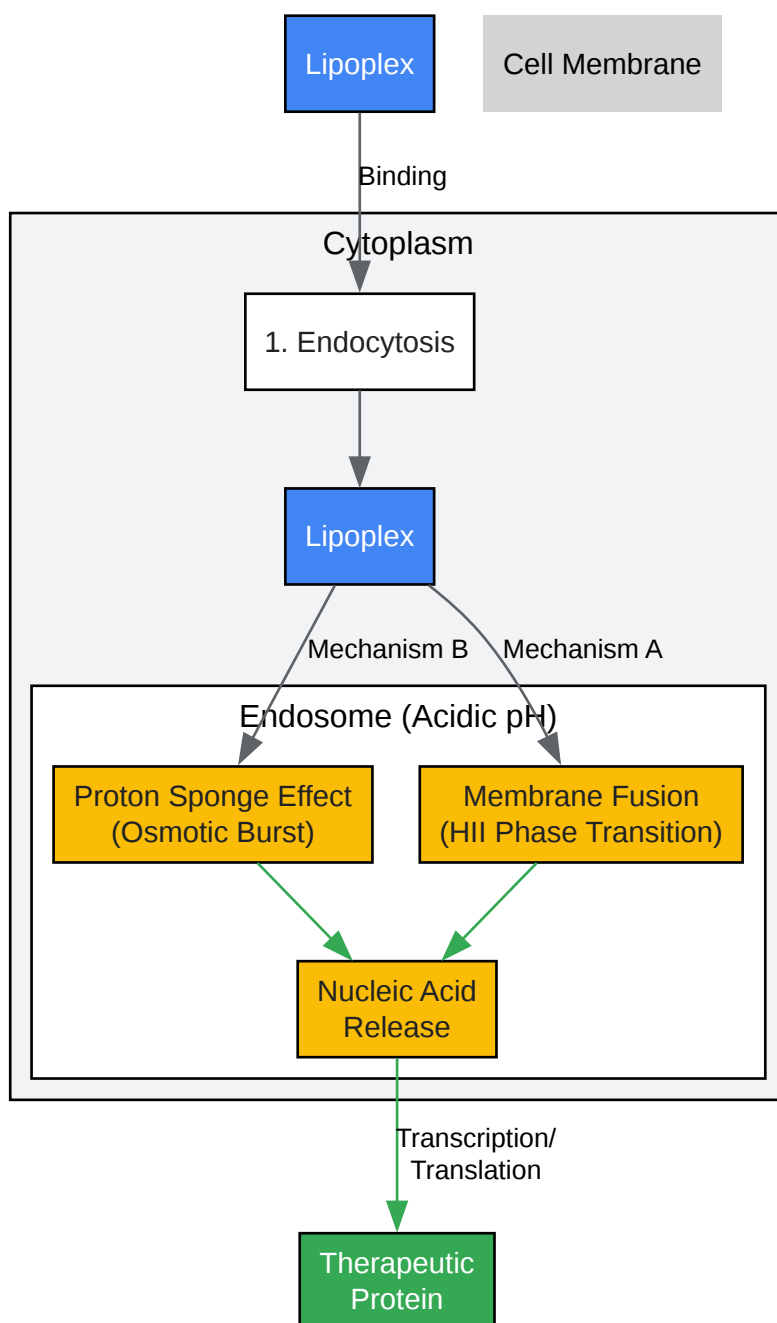 Lipoplex
Cell Membrane
Binding
Cytoplasm
1. Endocytosis
Lipoplex
Mechanism B
Mechanism A
Endosome (Acidic pH)
Proton Sponge Effect
(Osmotic Burst)
Membrane Fusion
(HII Phase Transition)
Nucleic Acid
Release
Transcription/
Translation
Therapeutic
Protein